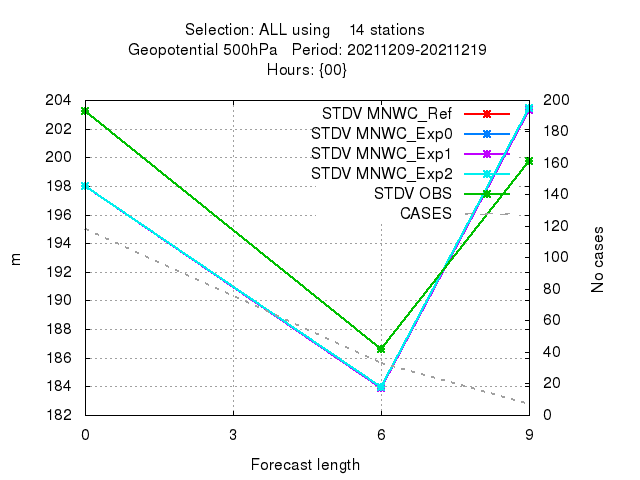 Selection: ALL using    14 stations
Geopotential 500hPa   Period: 20211209-20211219
Hours: {00}
204
202
200
198
196
194
192
190
188
186
184
182
m
STDV MNWC_Ref
STDV MNWC_Exp0
STDV MNWC_Exp1
STDV MNWC_Exp2
STDV OBS
CASES
200
180
160
140
120
100
80
60
40
20
0
No cases
0 3 6 9
Forecast length